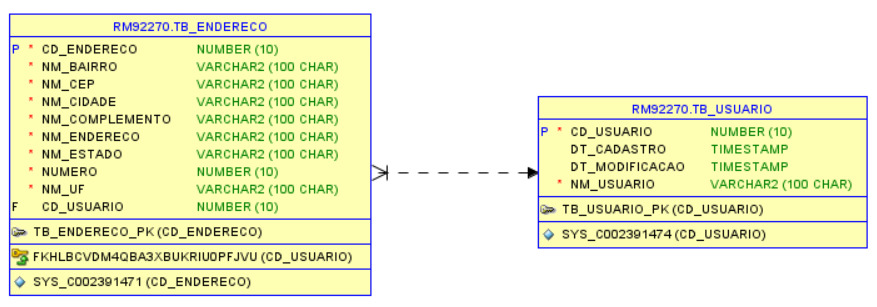 RM92270.TB_ENDERECO
P * CD_ENDERECO NUMBER (10)
* NM_BAIRRO VARCHAR2 (100 CHAR)
* NM_CEP VARCHAR2 (100 CHAR)
* NM_CIDADE VARCHAR2 (100 CHAR)
* NM_COMPLEMENTO VARCHAR2 (100 CHAR)
* NM_ENDERECO VARCHAR2 (100 CHAR)
* NM_ESTADO VARCHAR2 (100 CHAR)
* NUMERO NUMBER (10)
* NM_UF VARCHAR2 (100 CHAR)
F CD_USUARIO NUMBER (10)
TB_ENDERECO_PK (CD_ENDERECO)
FKHLBCVDM4QBA3XBUKRIU0PFJVU (CD_USUARIO)
SYS_C002391471 (CD_ENDERECO)
RM92270.TB_USUARIO
P * CD_USUARIO NUMBER (10)
DT_CADASTRO TIMESTAMP
DT_MODIFICACAO TIMESTAMP
* NM_USUARIO VARCHAR2 (100 CHAR)
TB_USUARIO_PK (CD_USUARIO)
SYS_C002391474 (CD_USUARIO)